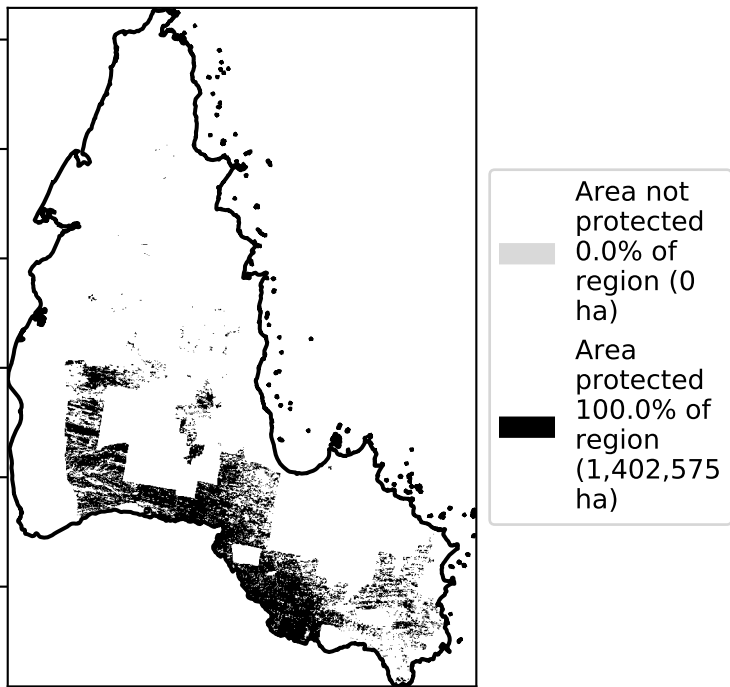 Area not
protected
0.0% of
region (0
ha)
Area
protected
100.0% of
region
(1,402,575
ha)